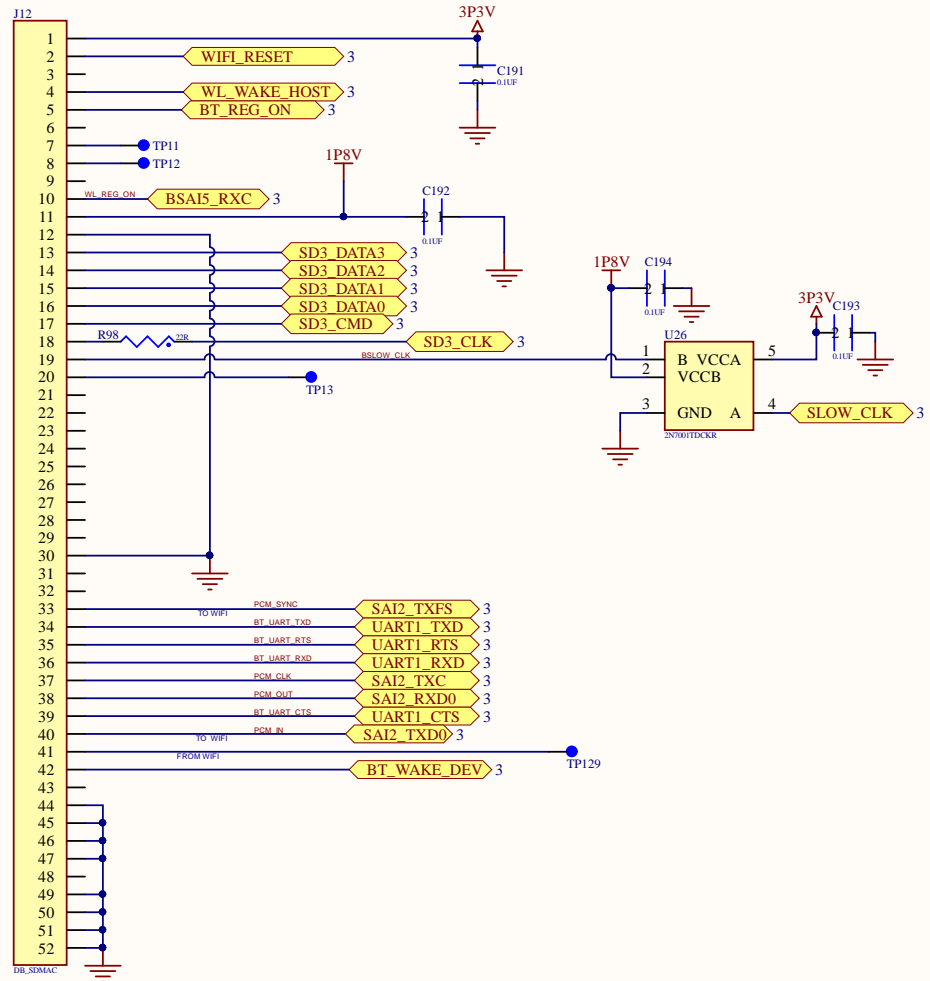 J12
3P3V
1
2 WIFI_RESET 3
3
C191
1 2
0.1UF
4 WL_WAKE_HOST 3
5 BT_REG_ON 3
6
7 TP11
8 TP12
1P8V
9
10 WL_REG_ON BSAI5_RXC 3
C192
11 2 1
0.1UF
12
13 SD3_DATA3 3
14 SD3_DATA2 3
1P8V C194
15 SD3_DATA1 3
2 1
0.1UF
3P3V C193
16 SD3_DATA0 3
17 SD3_CMD 3
2 1
0.1UF
18 R98 22R SD3_CLK 3
U26
19 BSLOW_CLK 1 B VCCA 5
20 TP13 2 VCCB
21
22 3 GND A 4 SLOW_CLK 3
2N7001TDCKR
23
24
25
26
27
28
29
30
31
32
33 TO WIFI PCM_SYNC SAI2_TXFS 3
34 BT_UART_TXD UART1_TXD 3
35 BT_UART_RTS UART1_RTS 3
36 BT_UART_RXD UART1_RXD 3
37 PCM_CLK SAI2_TXC 3
38 PCM_OUT SAI2_RXD0 3
39 BT_UART_CTS UART1_CTS 3
40 TO WIFI PCM_IN SAI2_TXD0 3
41 FROM WIFI TP129
42 BT_WAKE_DEV 3
43
44
45
46
47
48
49
50
51
52
DB_SDMAC